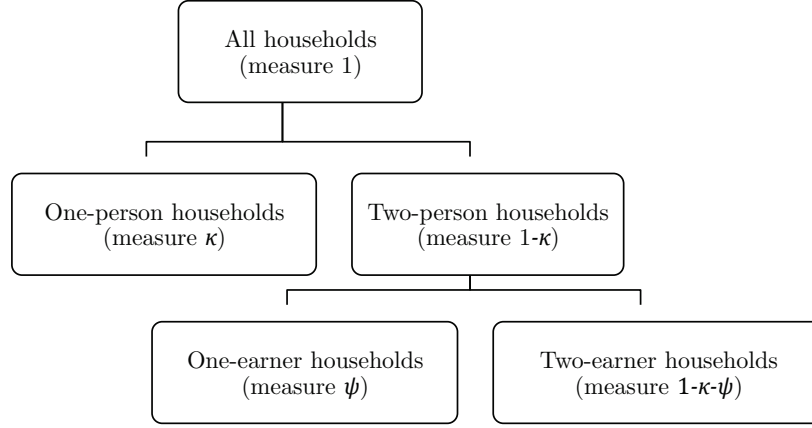 All households
(measure 1)
One-person households
(measure κ)
Two-person households
(measure 1-κ)
One-earner households
(measure ψ)
Two-earner households
(measure 1-κ-ψ)